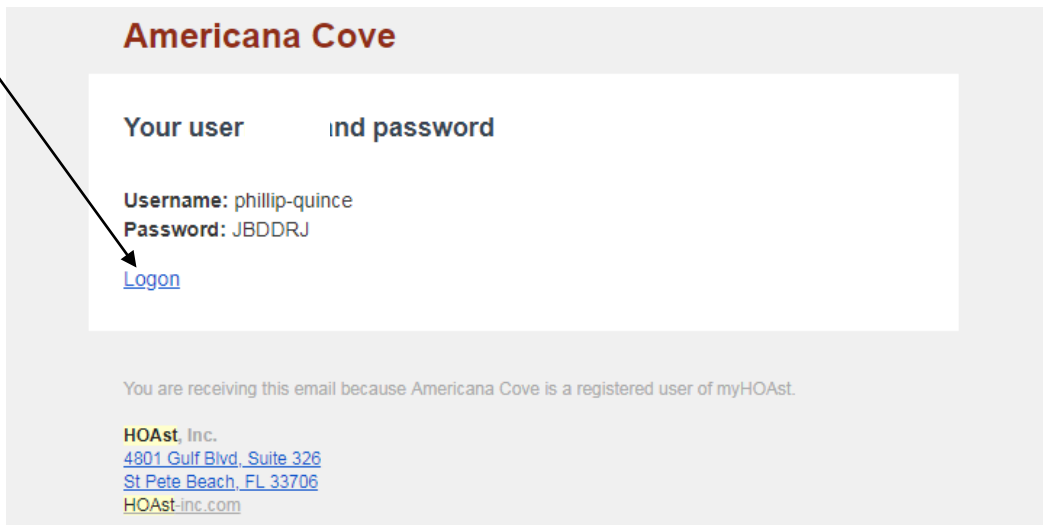 Americana Cove
Your user nd password
Username: phillip-quince
Password: JBDDRJ
Logon
You are receiving this email because Americana Cove is a registered user of myHOAst.
HOAst, Inc.
4801 Gulf Blvd, Suite 326
St Pete Beach, FL 33706
HOAst-inc.com